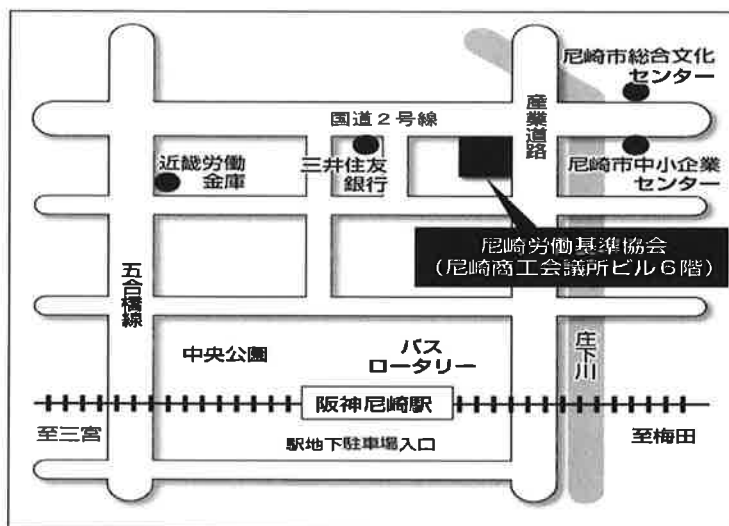 尼崎市総合文化
センター
産業道路
国道2号線
近畿労働
金庫
三井住友
銀行
尼崎市中小企業
センター
尼崎労働基準協会
(尼崎商工会議所ビル6階)
五合橋線
中央公園
バス
ロータリー
庄下川
阪神尼崎駅
至三宮
至梅田
駅地下駐車場入口